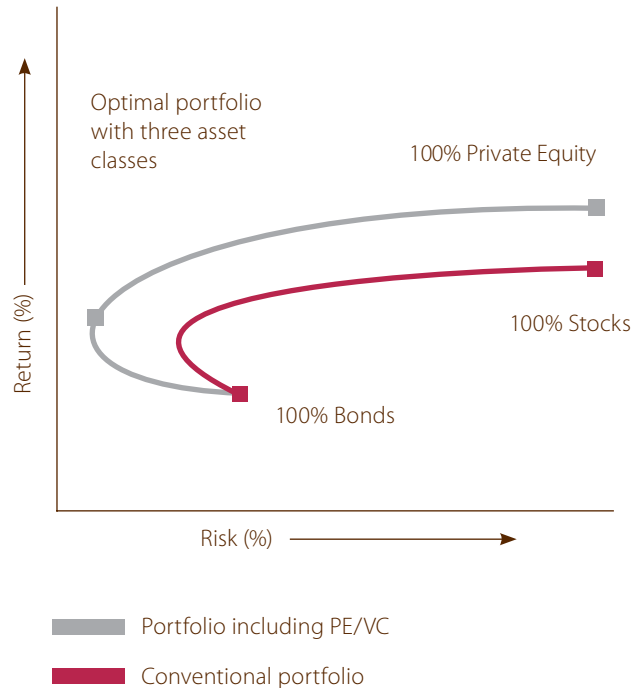 Optimal portfolio
with three asset
classes
100% Private Equity
100% Stocks
100% Bonds
Return (%)
Risk (%)
Portfolio including PE/VC
Conventional portfolio